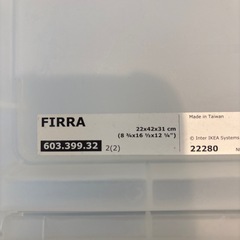 FIRRA
22x42x31 cm
(8 ¾x16 ½x12 ¼")
603.399.32 2(2)
Made in Taiwan
© Inter IKEA Systems
22280